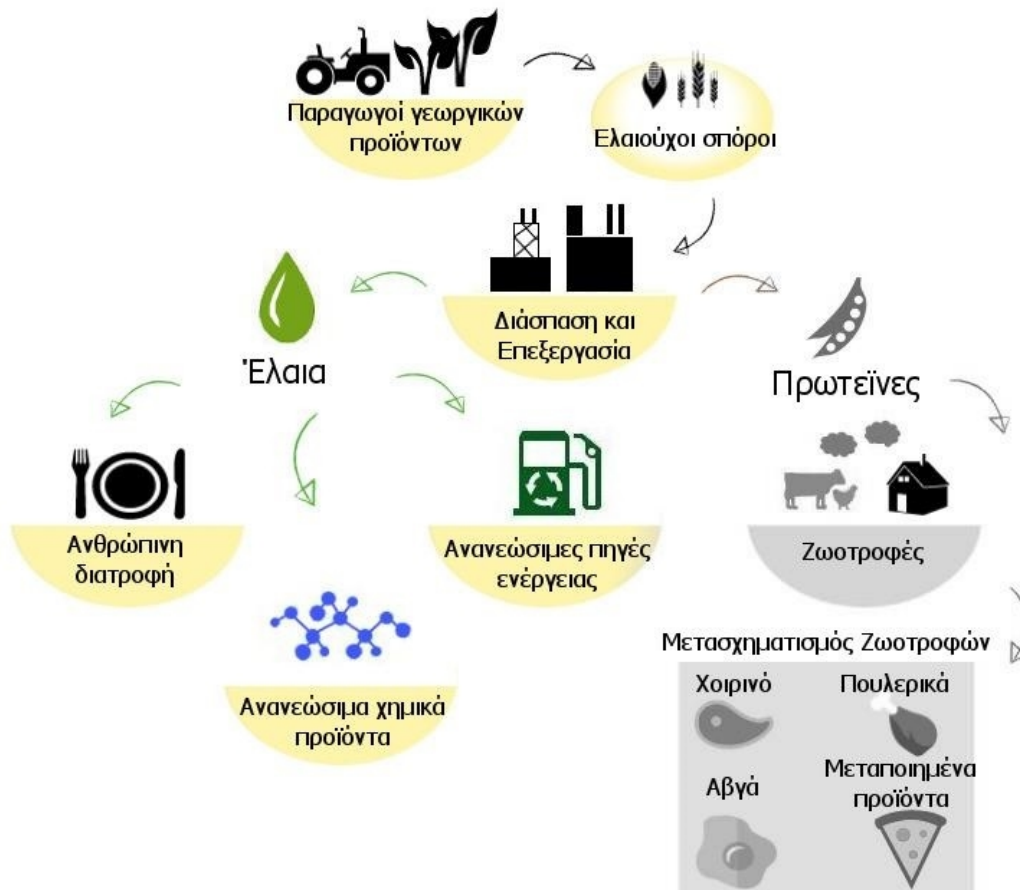 Παραγωγοί γεωργικών
προϊόντων
Ελαιούχοι σπόροι
Διάσπαση και
Επεξεργασία
Έλαια
Πρωτεΐνες
Ανθρώπινη
διατροφή
Ανανεώσιμες πηγές
ενέργειας
Ζωοτροφές
Ανανεώσιμα χημικά
προϊόντα
Μετασχηματισμός Ζωοτροφών
Χοιρινό
Πουλερικά
Αβγά
Μεταποιημένα
προϊόντα